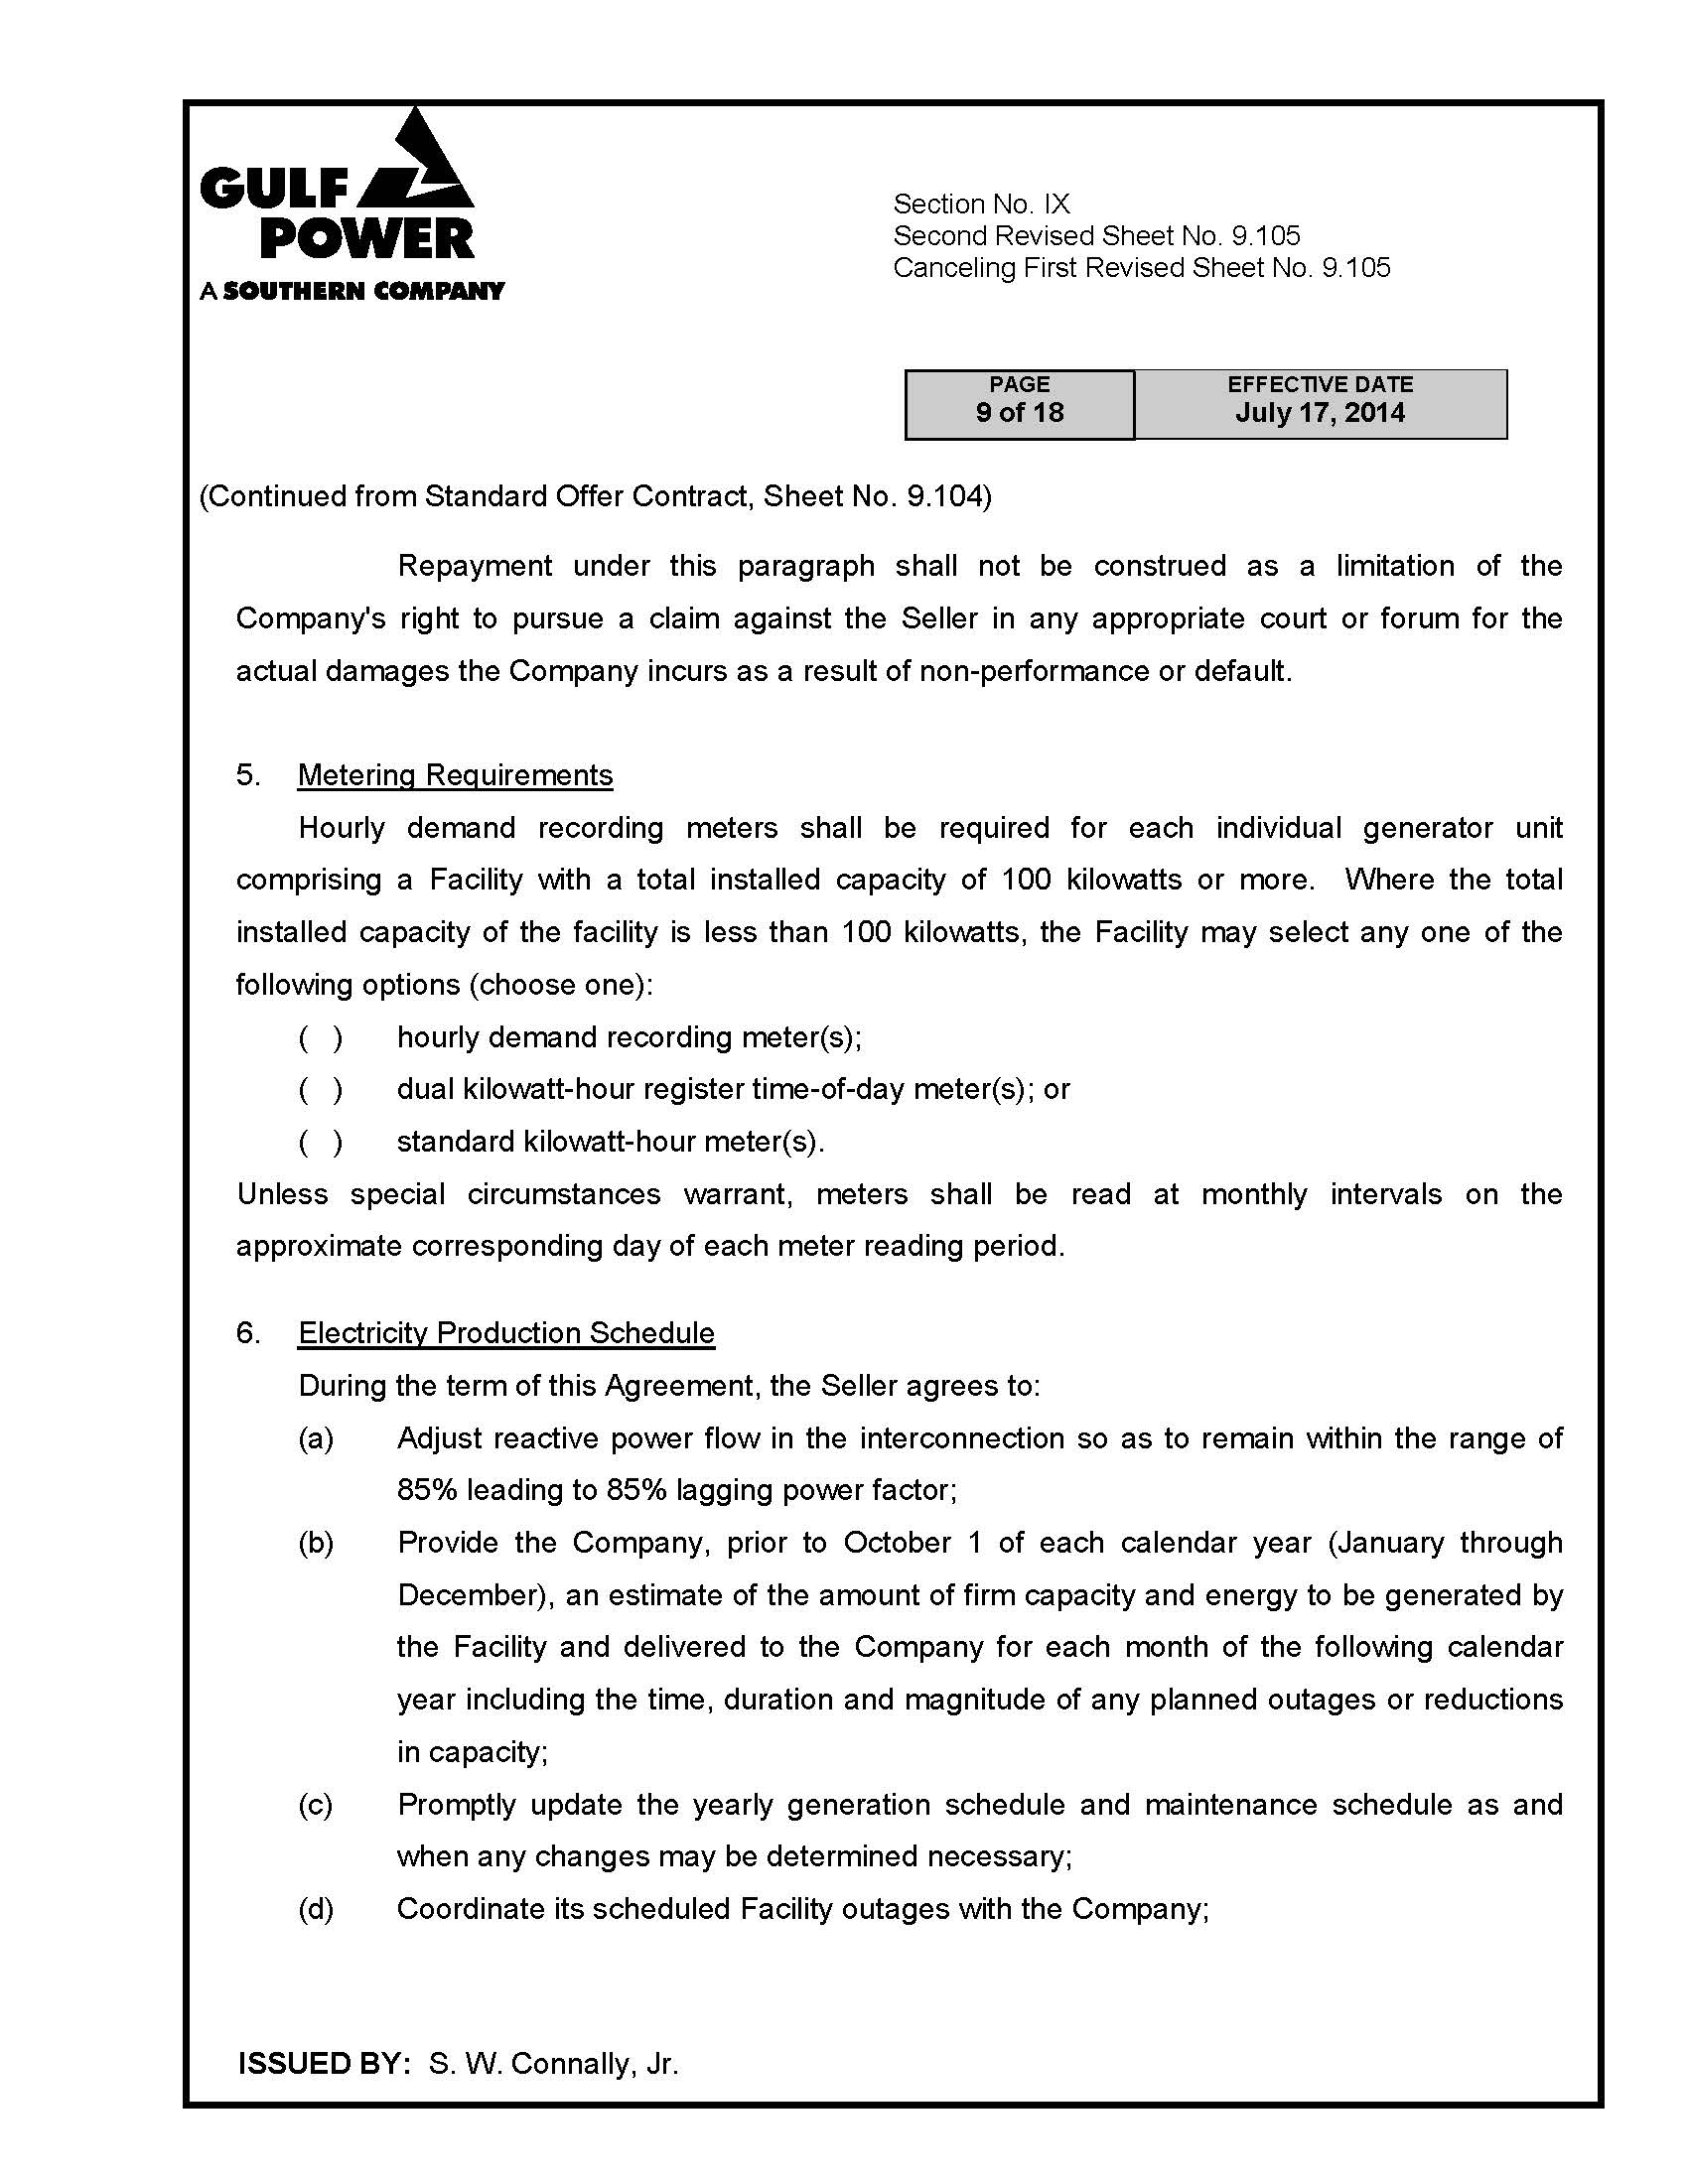 GULF
POWER
A SOUTHERN COMPANY
Section No. IX
Second Revised Sheet No. 9.105
Canceling First Revised Sheet No. 9.105
PAGE
9 of 18
EFFECTIVE DATE
July 17, 2014
(Continued from Standard Offer Contract, Sheet No. 9.104)
Repayment under this paragraph shall not be construed as a limitation of the
Company's right to pursue a claim against the Seller in any appropriate court or forum for the
actual damages the Company incurs as a result of non-performance or default.
5. Metering Requirements
Hourly demand recording meters shall be required for each individual generator unit
comprising a Facility with a total installed capacity of 100 kilowatts or more. Where the total
installed capacity of the facility is less than 100 kilowatts, the Facility may select any one of the
following options (choose one):
( ) hourly demand recording meter(s);
( ) dual kilowatt-hour register time-of-day meter(s); or
( ) standard kilowatt-hour meter(s).
Unless special circumstances warrant, meters shall be read at monthly intervals on the
approximate corresponding day of each meter reading period.
6. Electricity Production Schedule
During the term of this Agreement, the Seller agrees to:
(a) Adjust reactive power flow in the interconnection so as to remain within the range of
85% leading to 85% lagging power factor;
(b) Provide the Company, prior to October 1 of each calendar year (January through
December), an estimate of the amount of firm capacity and energy to be generated by
the Facility and delivered to the Company for each month of the following calendar
year including the time, duration and magnitude of any planned outages or reductions
in capacity;
(c) Promptly update the yearly generation schedule and maintenance schedule as and
when any changes may be determined necessary;
(d) Coordinate its scheduled Facility outages with the Company;
ISSUED BY: S. W. Connally, Jr.